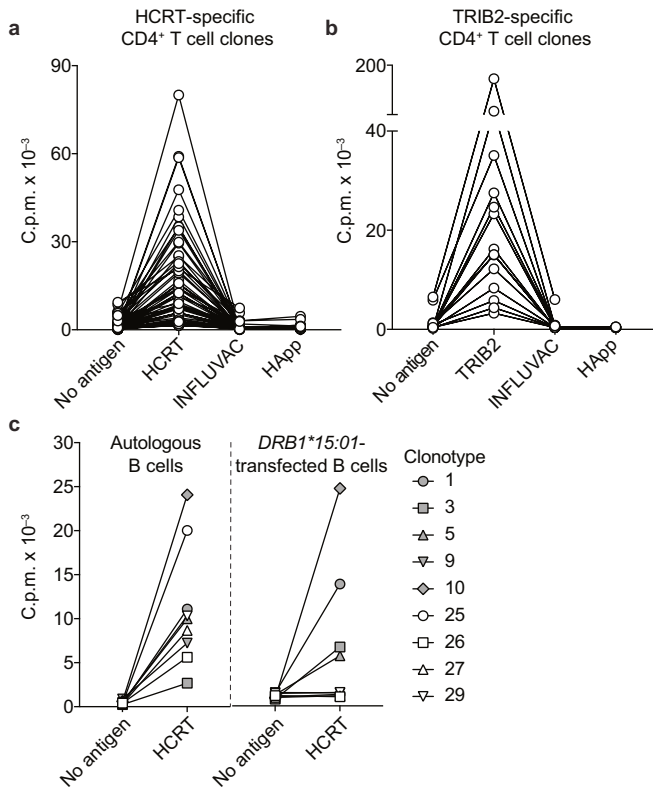 a
HCRT-specific
CD4⁺ T cell clones
90
60
30
0
C.p.m. x 10⁻³
No antigen
HCRT
INFLUVAC
HApp
b
TRIB2-specific
CD4⁺ T cell clones
200
40
20
0
C.p.m. x 10⁻³
No antigen
TRIB2
INFLUVAC
HApp
c
30
25
20
15
10
5
0
C.p.m. x 10⁻³
Autologous
B cells
DRB1*15:01-
transfected B cells
No antigen
HCRT
No antigen
HCRT
Clonotype
1
3
5
9
10
25
26
27
29